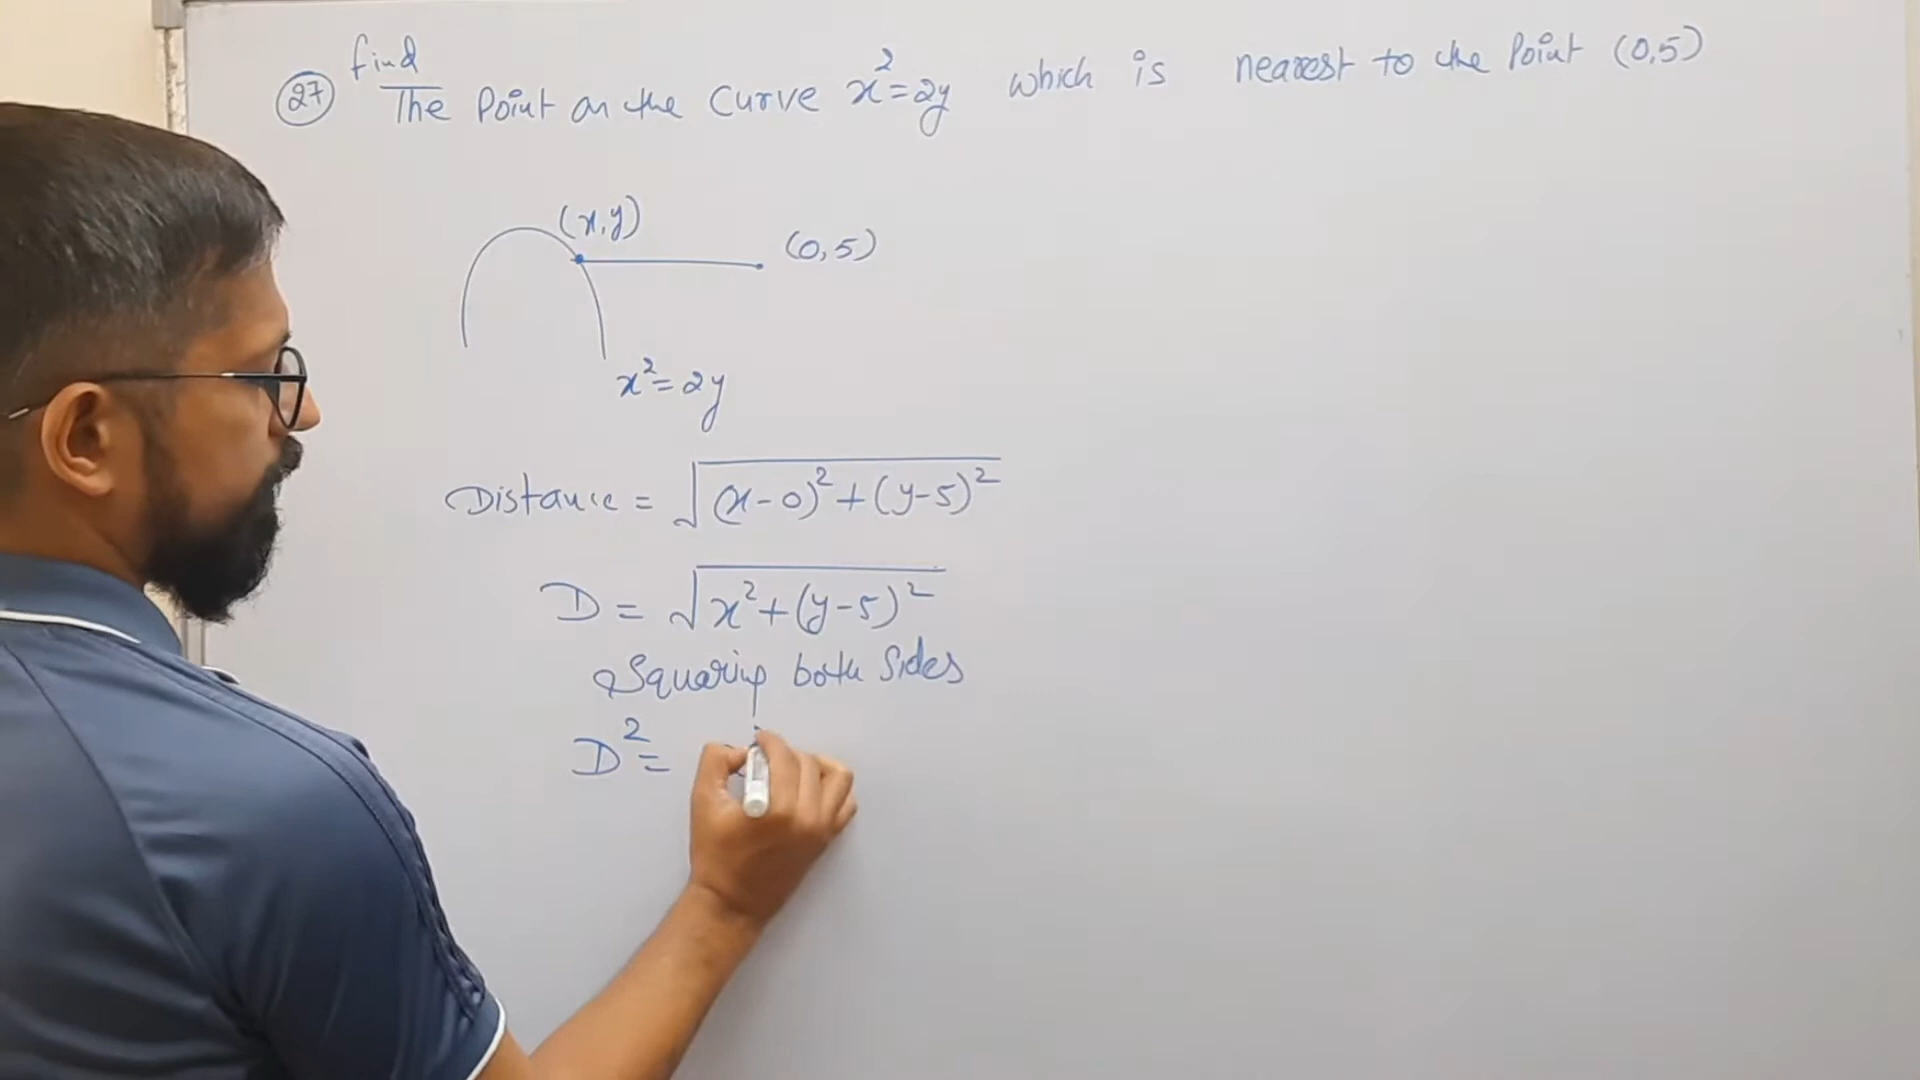 find
(27) The Point on the Curve x²=2y which is nearest to the Point (0,5)
(x,y)
(0,5)
x²=2y
Distance = √(x-0)²+(y-5)²
D = √x²+(y-5)²
Squaring both Sides
D²=